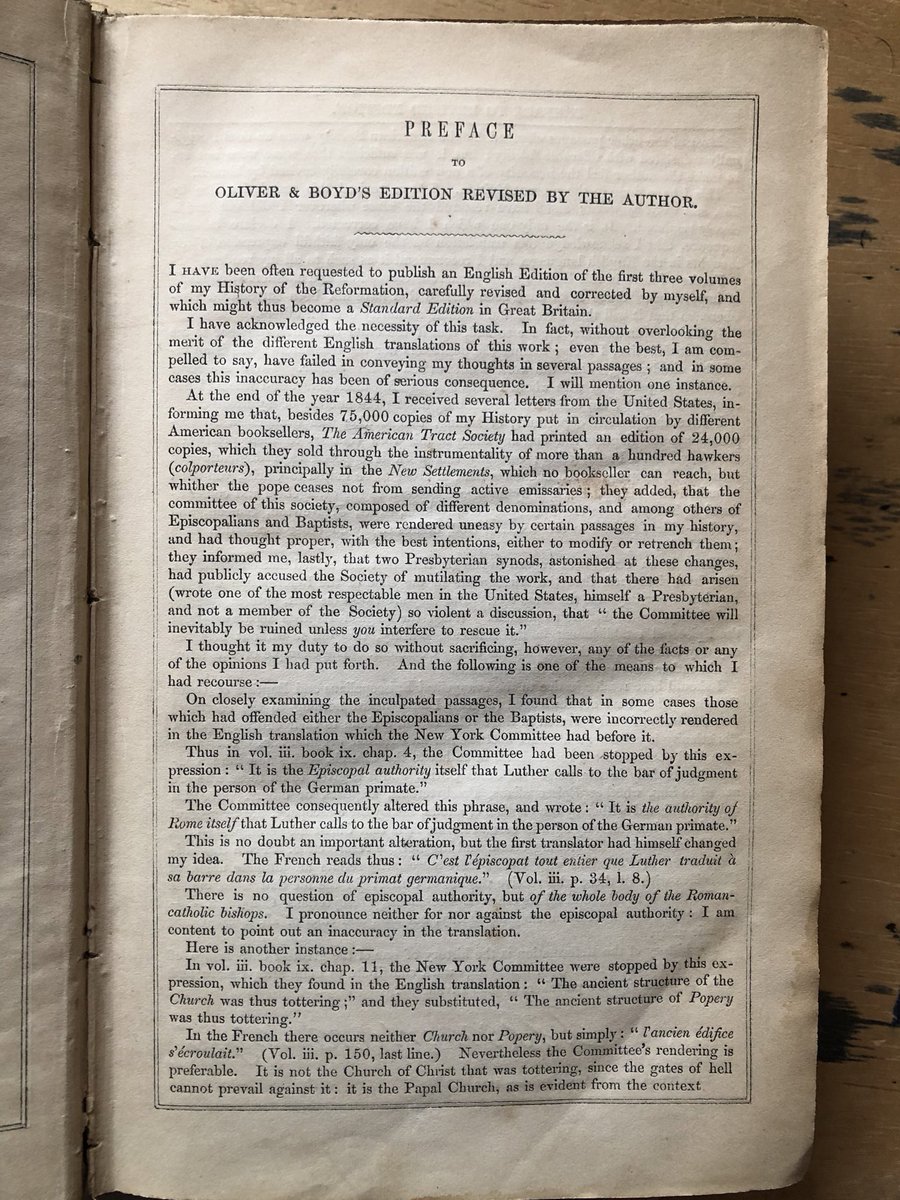 PREFACE
TO
OLIVER & BOYD'S EDITION REVISED BY THE AUTHOR.
I HAVE been often requested to publish an English Edition of the first three volumes
of my History of the Reformation, carefully revised and corrected by myself, and
which might thus become a Standard Edition in Great Britain.
I have acknowledged the necessity of this task. In fact, without overlooking the
merit of the different English translations of this work; even the best, I am com-
pelled to say, have failed in conveying my thoughts in several passages; and in some
cases this inaccuracy has been of serious consequence. I will mention one instance.
At the end of the year 1844, I received several letters from the United States, in-
forming me that, besides 75,000 copies of my History put in circulation by different
American booksellers, The American Tract Society had printed an edition of 24,000
copies, which they sold through the instrumentality of more than a hundred hawkers
(colporteurs), principally in the New Settlements, which no bookseller can reach, but
whither the pope ceases not from sending active emissaries; they added, that the
committee of this society, composed of different denominations, and among others of
Episcopalians and Baptists, were rendered uneasy by certain passages in my history,
and had thought proper, with the best intentions, either to modify or retrench them;
they informed me, lastly, that two Presbyterian synods, astonished at these changes,
had publicly accused the Society of mutilating the work, and that there had arisen
(wrote one of the most respectable men in the United States, himself a Presbyterian,
and not a member of the Society) so violent a discussion, that "the Committee will
inevitably be ruined unless you interfere to rescue it."
I thought it my duty to do so without sacrificing, however, any of the facts or any
of the opinions I had put forth. And the following is one of the means to which I
had recourse:—
On closely examining the inculpated passages, I found that in some cases those
which had offended either the Episcopalians or the Baptists, were incorrectly rendered
in the English translation which the New York Committee had before it.
Thus in vol. iii. book ix. chap. 4, the Committee had been stopped by this ex-
pression: "It is the Episcopal authority itself that Luther calls to the bar of judgment
in the person of the German primate."
The Committee consequently altered this phrase, and wrote: "It is the authority of
Rome itself that Luther calls to the bar of judgment in the person of the German primate."
This is no doubt an important alteration, but the first translator had himself changed
my idea. The French reads thus: "C'est l'épiscopat tout entier que Luther traduit à
sa barre dans la personne du primat germanique." (Vol. iii. p. 34, l. 8.)
There is no question of episcopal authority, but of the whole body of the Roman-
catholic bishops. I pronounce neither for nor against the episcopal authority: I am
content to point out an inaccuracy in the translation.
Here is another instance:—
In vol. iii. book ix. chap. 11, the New York Committee were stopped by this ex-
pression, which they found in the English translation: "The ancient structure of the
Church was thus tottering;" and they substituted, "The ancient structure of Popery
was thus tottering."
In the French there occurs neither Church nor Popery, but simply: "l'ancien édifice
s'écroulait." (Vol. iii. p. 150, last line.) Nevertheless the Committee's rendering is
preferable. It is not the Church of Christ that was tottering, since the gates of hell
cannot prevail against it: it is the Papal Church, as is evident from the context